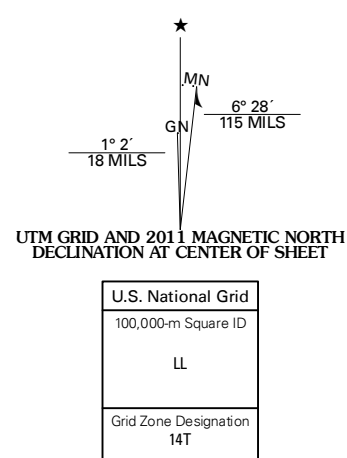 ★
MN
GN
6° 28´
115 MILS
1° 2´
18 MILS
UTM GRID AND 2011 MAGNETIC NORTH
DECLINATION AT CENTER OF SHEET
U.S. National Grid
100,000-m Square ID
LL
Grid Zone Designation
14T